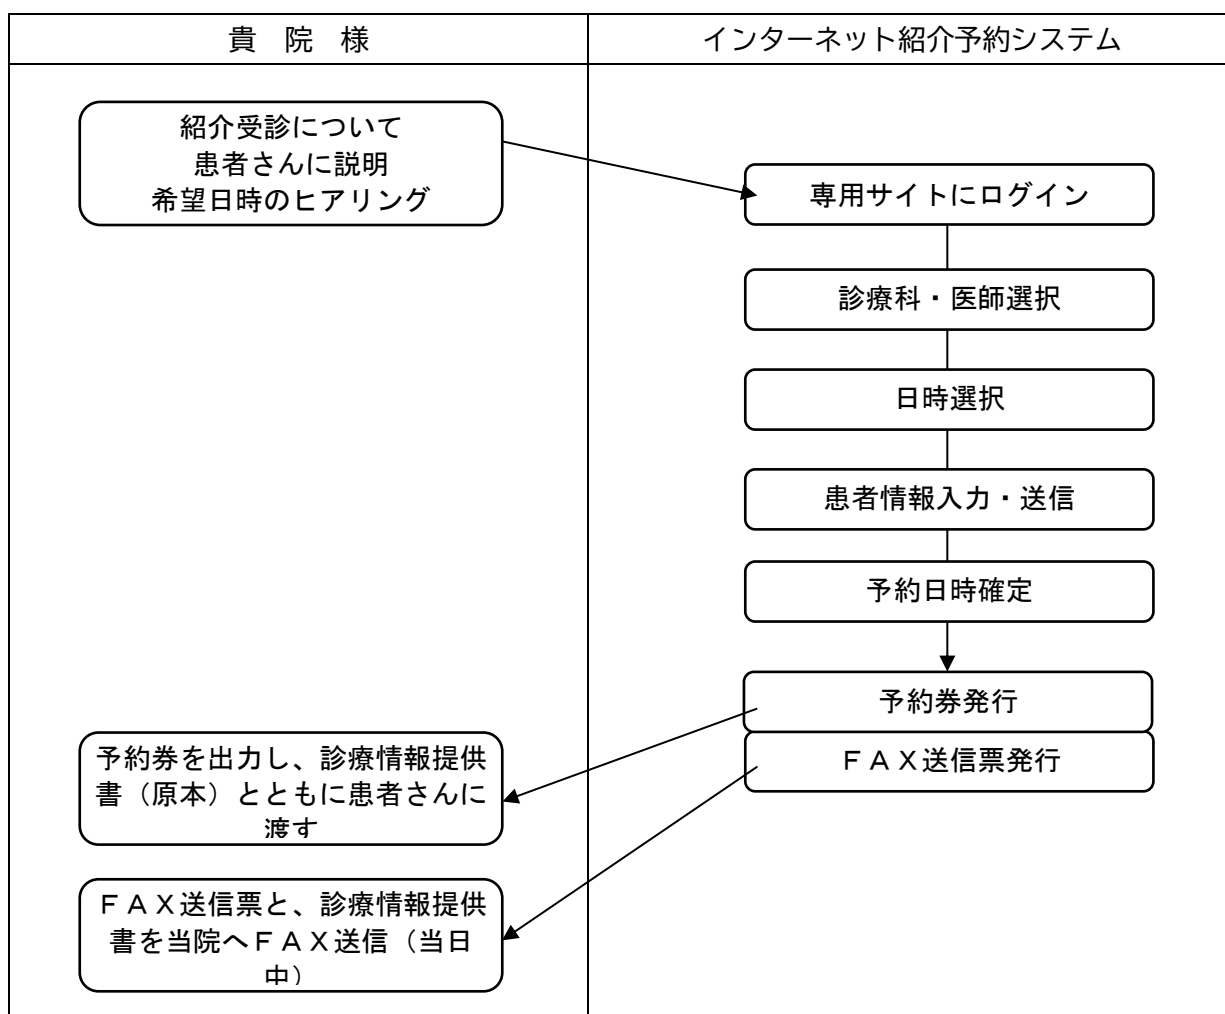 貴　院　様
インターネット紹介予約システム
紹介受診について
患者さんに説明
希望日時のヒアリング
専用サイトにログイン
診療科・医師選択
日時選択
患者情報入力・送信
予約日時確定
予約券発行
ＦＡＸ送信票発行
予約券を出力し、診療情報提供
書（原本）とともに患者さんに
渡す
ＦＡＸ送信票と、診療情報提供
書を当院へＦＡＸ送信（当日
中）